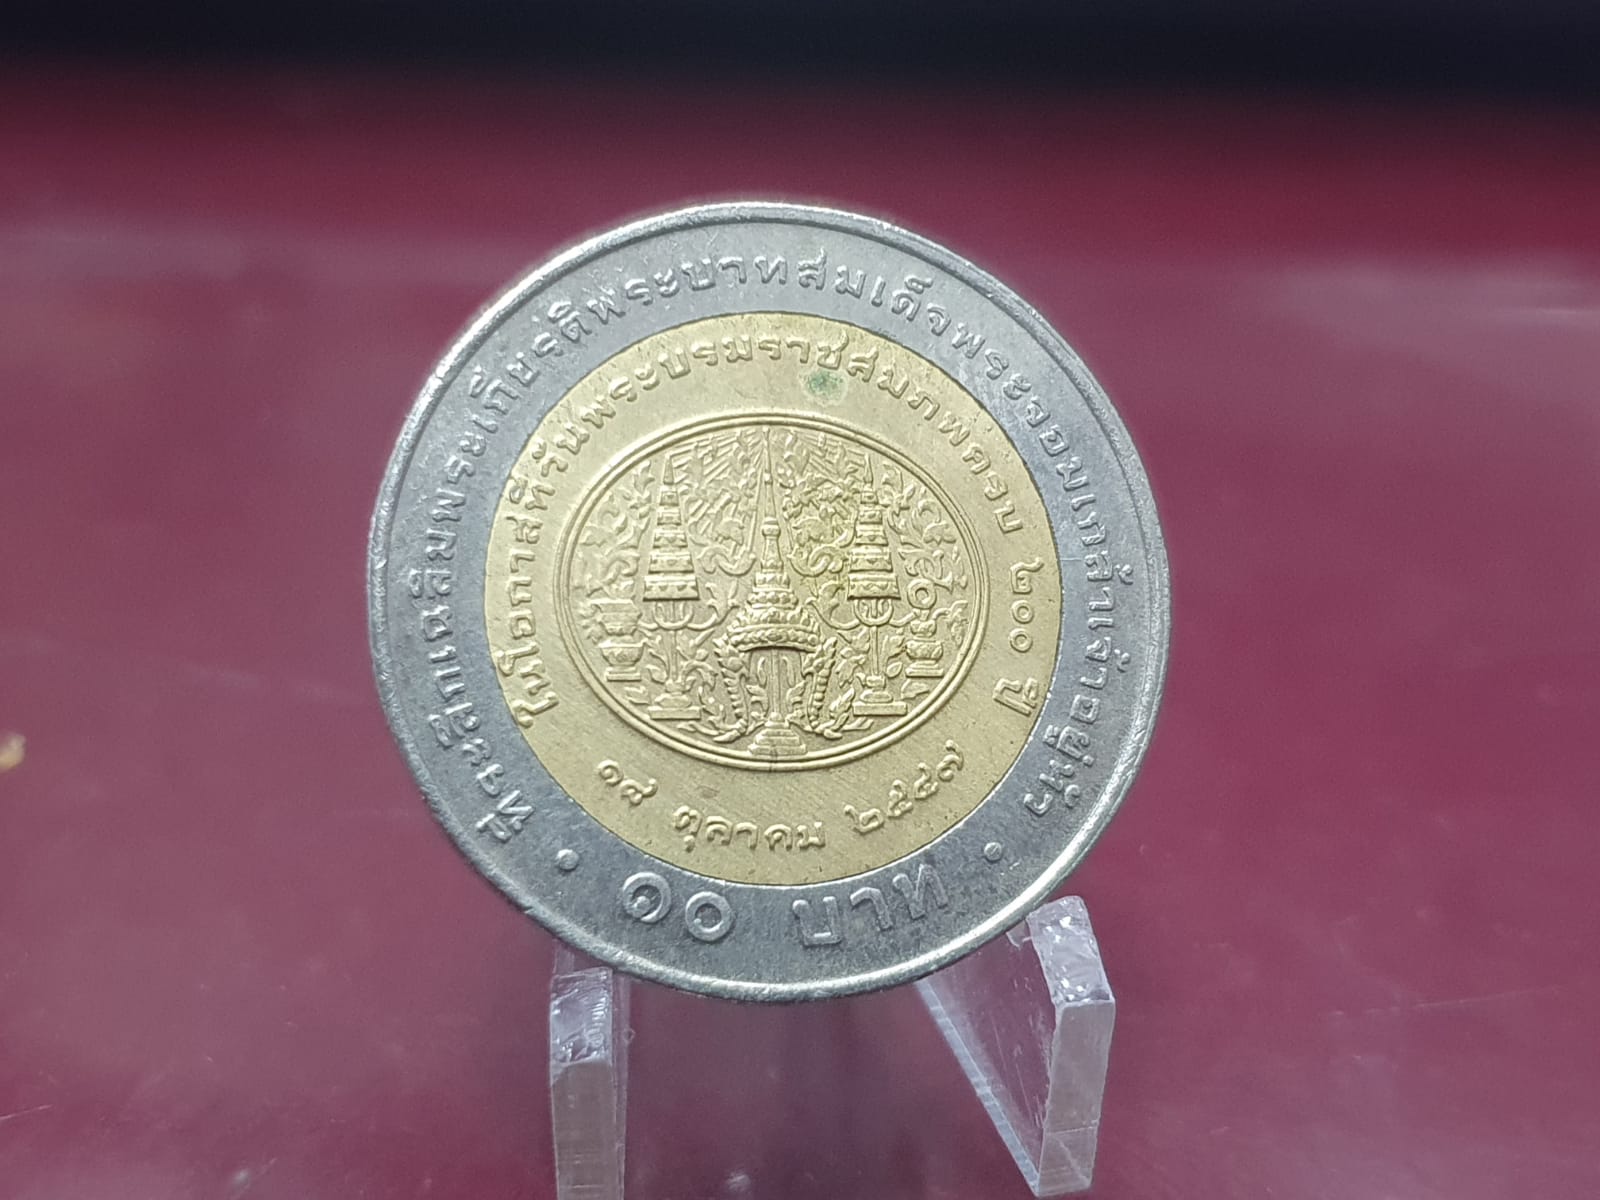 ที่ระลึกเฉลิมพระเกียรติพระบาทสมเด็จพระจอมเกล้าเจ้าอยู่หัว
ในโอกาสที่วันพระบรมราชสมภพครบ ๒๐๐ ปี
๑๘ ตุลาคม ๒๕๔๗
๑๐ บาท